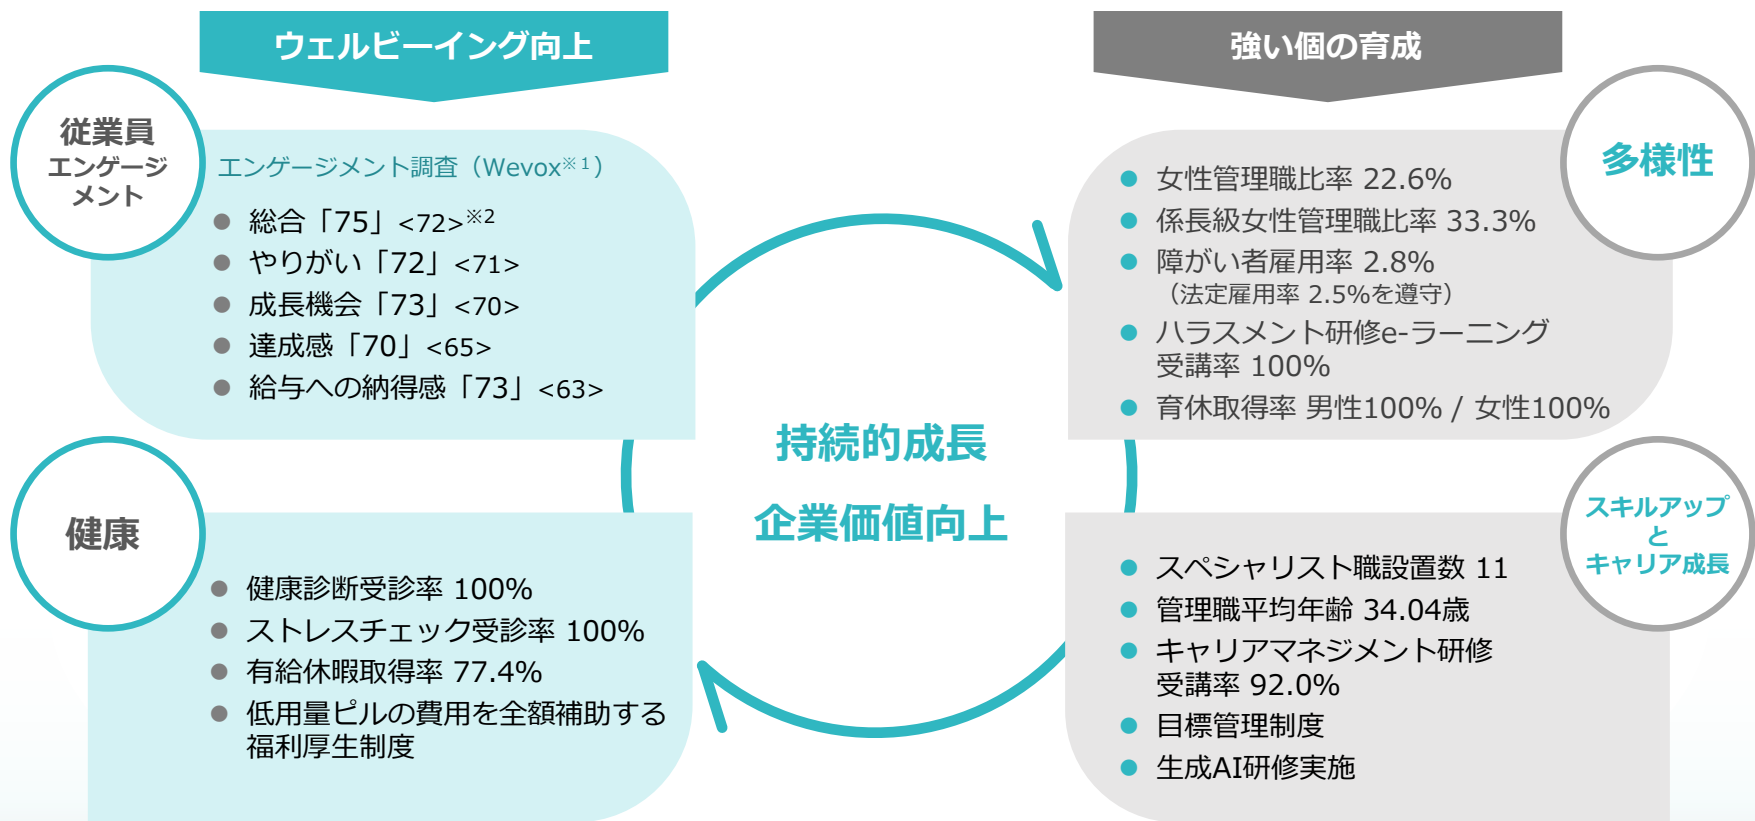 ウェルビーイング向上
従業員
エンゲージ
メント
エンゲージメント調査（Wevox※1）
総合「75」<72>※2
やりがい「72」<71>
成長機会「73」<70>
達成感「70」<65>
給与への納得感「73」<63>
健康
健康診断受診率 100%
ストレスチェック受診率 100%
有給休暇取得率 77.4%
低用量ピルの費用を全額補助する
福利厚生制度
持続的成長
企業価値向上
強い個の育成
多様性
女性管理職比率 22.6%
係長級女性管理職比率 33.3%
障がい者雇用率 2.8%
（法定雇用率 2.5%を遵守）
ハラスメント研修e-ラーニング
受講率 100%
育休取得率 男性100% / 女性100%
スキルアップ
と
キャリア成長
スペシャリスト職設置数 11
管理職平均年齢 34.04歳
キャリアマネジメント研修
受講率 92.0%
目標管理制度
生成AI研修実施